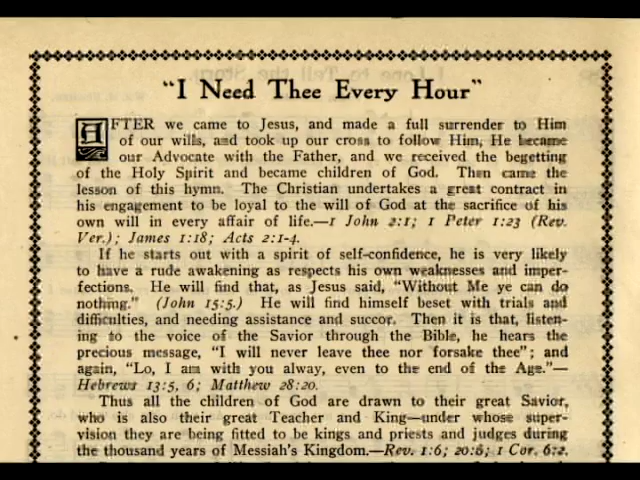 "I Need Thee Every Hour"
AFTER we came to Jesus, and made a full surrender to Him
of our wills, and took up our cross to follow Him, He became
our Advocate with the Father, and we received the begetting
of the Holy Spirit and became children of God. Then came the
lesson of this hymn. The Christian undertakes a great contract in
his engagement to be loyal to the will of God at the sacrifice of his
own will in every affair of life.—1 John 2:1; 1 Peter 1:23 (Rev.
Ver.); James 1:18; Acts 2:1-4.
If he starts out with a spirit of self-confidence, he is very likely
to have a rude awakening as respects his own weaknesses and imper-
fections. He will find that, as Jesus said, "Without Me ye can do
nothing." (John 15:5.) He will find himself beset with trials and
difficulties, and needing assistance and succor. Then it is that, listen-
ing to the voice of the Savior through the Bible, he hears the
precious message, "I will never leave thee nor forsake thee"; and
again, "Lo, I am with you alway, even to the end of the Age."—
Hebrews 13:5, 6; Matthew 28:20.
Thus all the children of God are drawn to their great Savior,
who is also their great Teacher and King—under whose super-
vision they are being fitted to be kings and priests and judges during
the thousand years of Messiah's Kingdom.—Rev. 1:6; 20:6; 1 Cor. 6:2.